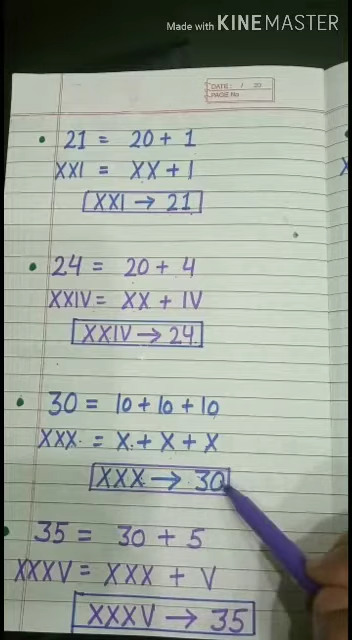 Made with KINEMASTER
DATE: / 20
PAGE No
• 21 = 20 + 1
XXI = XX + I
XXI → 21
• 24 = 20 + 4
XXIV = XX + IV
XXIV → 24
• 30 = 10 + 10 + 10
XXX = X + X + X
XXX → 30
• 35 = 30 + 5
XXXV = XXX + V
XXXV → 35